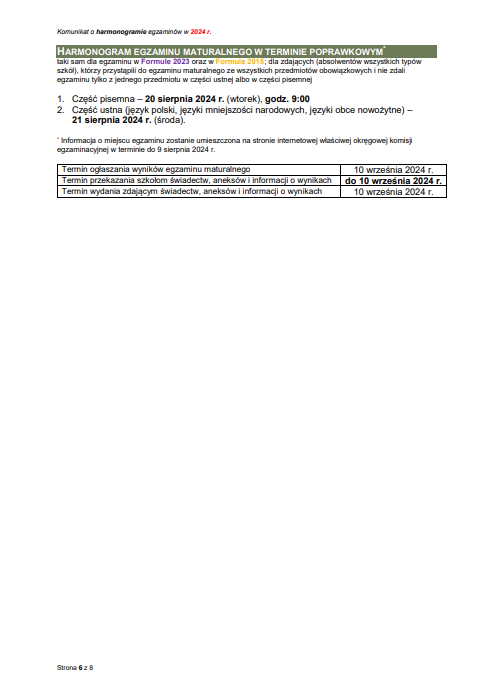 Komunikat o harmonogramie egzaminów w 2024 r.
HARMONOGRAM EGZAMINU MATURALNEGO W TERMINIE POPRAWKOWYM*
taki sam dla egzaminu w Formule 2023 oraz w Formule 2015; dla zdających (absolwentów wszystkich typów
szkół), którzy przystąpili do egzaminu maturalnego ze wszystkich przedmiotów obowiązkowych i nie zdali
egzaminu tylko z jednego przedmiotu w części ustnej albo w części pisemnej
1. Część pisemna – 20 sierpnia 2024 r. (wtorek), godz. 9:00
2. Część ustna (język polski, języki mniejszości narodowych, języki obce nowożytne) –
21 sierpnia 2024 r. (środa).
* Informacja o miejscu egzaminu zostanie umieszczona na stronie internetowej właściwej okręgowej komisji
egzaminacyjnej w terminie do 9 sierpnia 2024 r.
Termin ogłaszania wyników egzaminu maturalnego 10 września 2024 r.
Termin przekazania szkołom świadectw, aneksów i informacji o wynikach do 10 września 2024 r.
Termin wydania zdającym świadectw, aneksów i informacji o wynikach 10 września 2024 r.
Strona 6 z 8